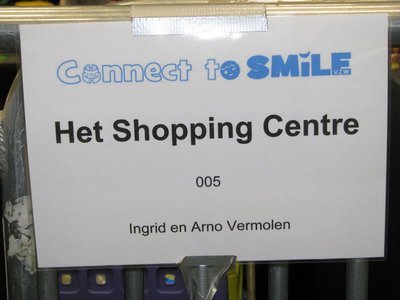 Connect to SMiLE
VZW
Het Shopping Centre
005
Ingrid en Arno Vermolen